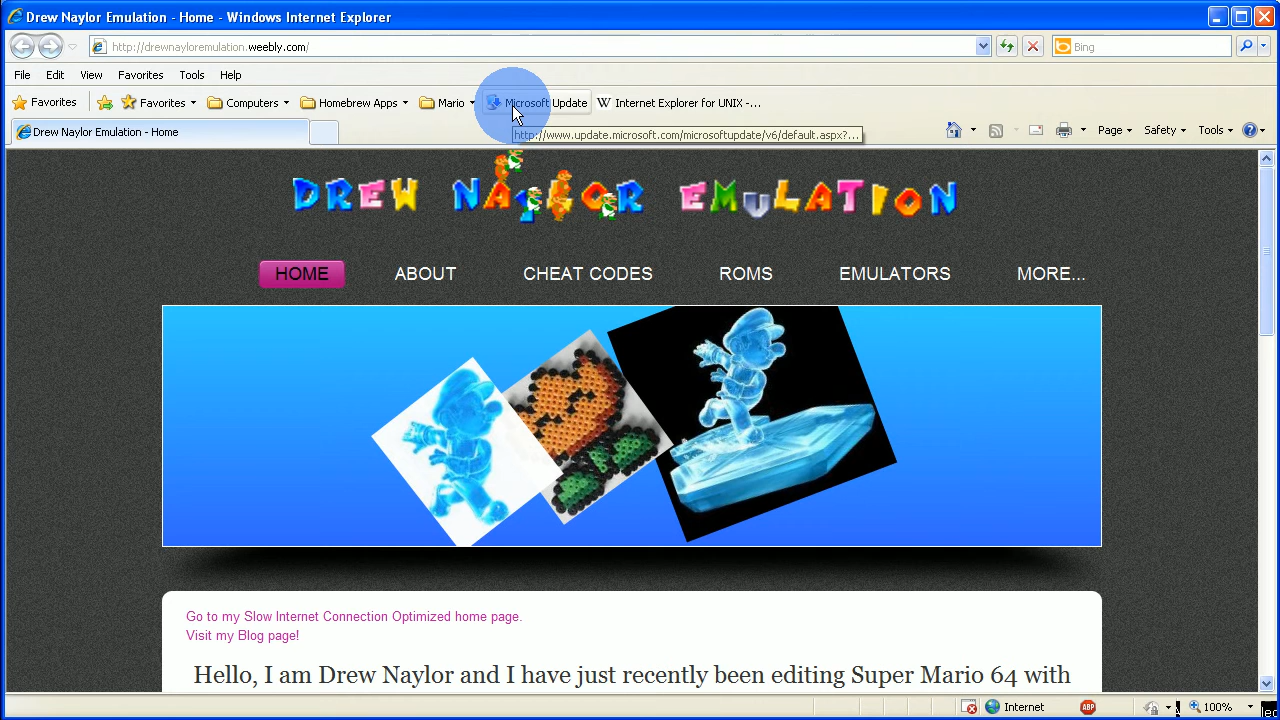 Drew Naylor Emulation - Home - Windows Internet Explorer
http://drewnayloremulation.weebly.com/
Bing
File Edit View Favorites Tools Help
Favorites Favorites Computers Homebrew Apps Mario Microsoft Update Internet Explorer for UNIX -...
Drew Naylor Emulation - Home
http://www.update.microsoft.com/microsoftupdate/v6/default.aspx?...
Page Safety Tools
DREW NAYLOR EMULATION
HOME ABOUT CHEAT CODES ROMS EMULATORS MORE...
Go to my Slow Internet Connection Optimized home page.
Visit my Blog page!
Hello, I am Drew Naylor and I have just recently been editing Super Mario 64 with
Internet ABP 100%